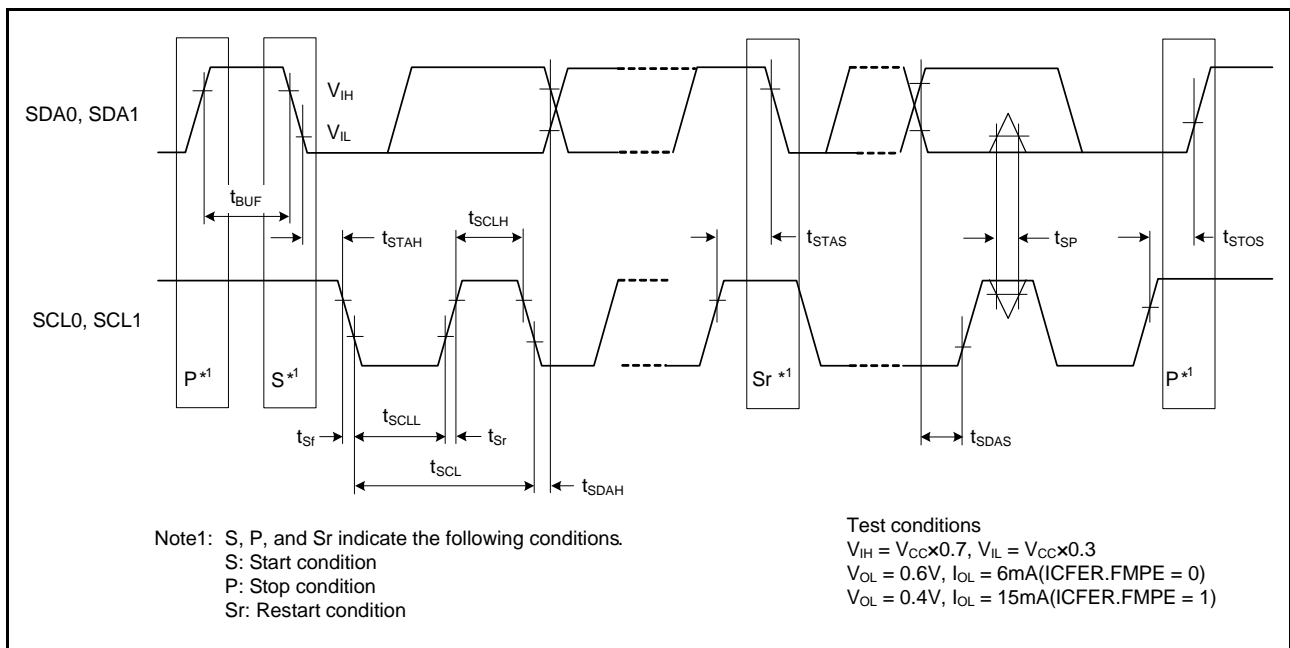 SDA0, SDA1
V_IH
V_IL
t_BUF
t_STAH
t_SCLH
t_STAS
t_SP
t_STOS
SCL0, SCL1
P*¹
S*¹
Sr *¹
P*¹
t_Sf
t_SCLL
t_Sr
t_SDAS
t_SCL
t_SDAH
Note1: S, P, and Sr indicate the following conditions.
S: Start condition
P: Stop condition
Sr: Restart condition
Test conditions
V_IH = V_CC×0.7, V_IL = V_CC×0.3
V_OL = 0.6V, I_OL = 6mA(ICFER.FMPE = 0)
V_OL = 0.4V, I_OL = 15mA(ICFER.FMPE = 1)